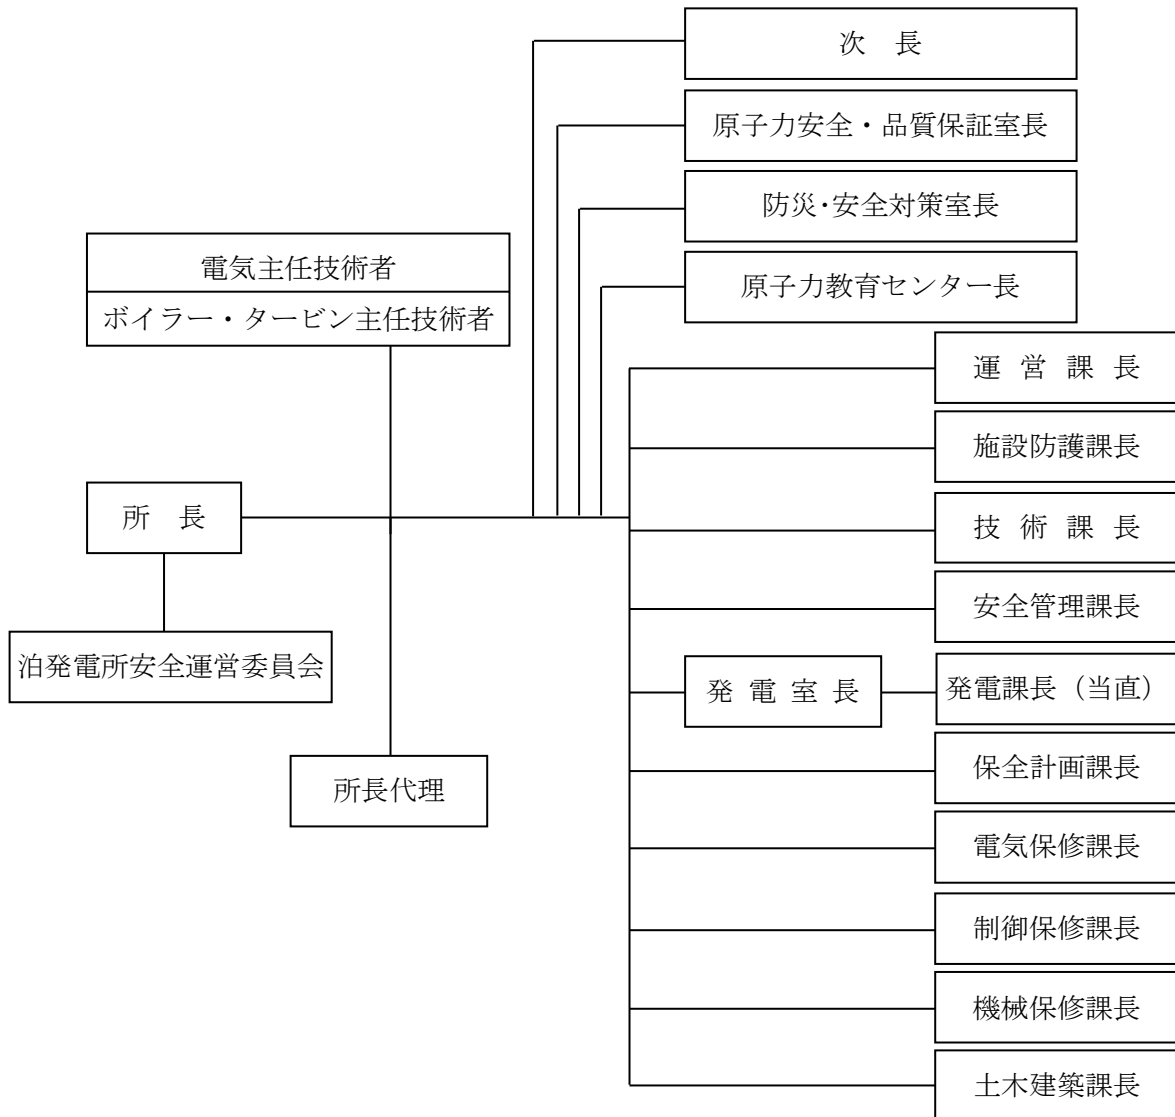 次　長
原子力安全・品質保証室長
防災・安全対策室長
原子力教育センター長
電気主任技術者
ボイラー・タービン主任技術者
運 営 課 長
施設防護課長
所　長
技 術 課 長
安全管理課長
泊発電所安全運営委員会
発 電 室 長
発電課長（当直）
保全計画課長
所長代理
電気保修課長
制御保修課長
機械保修課長
土木建築課長